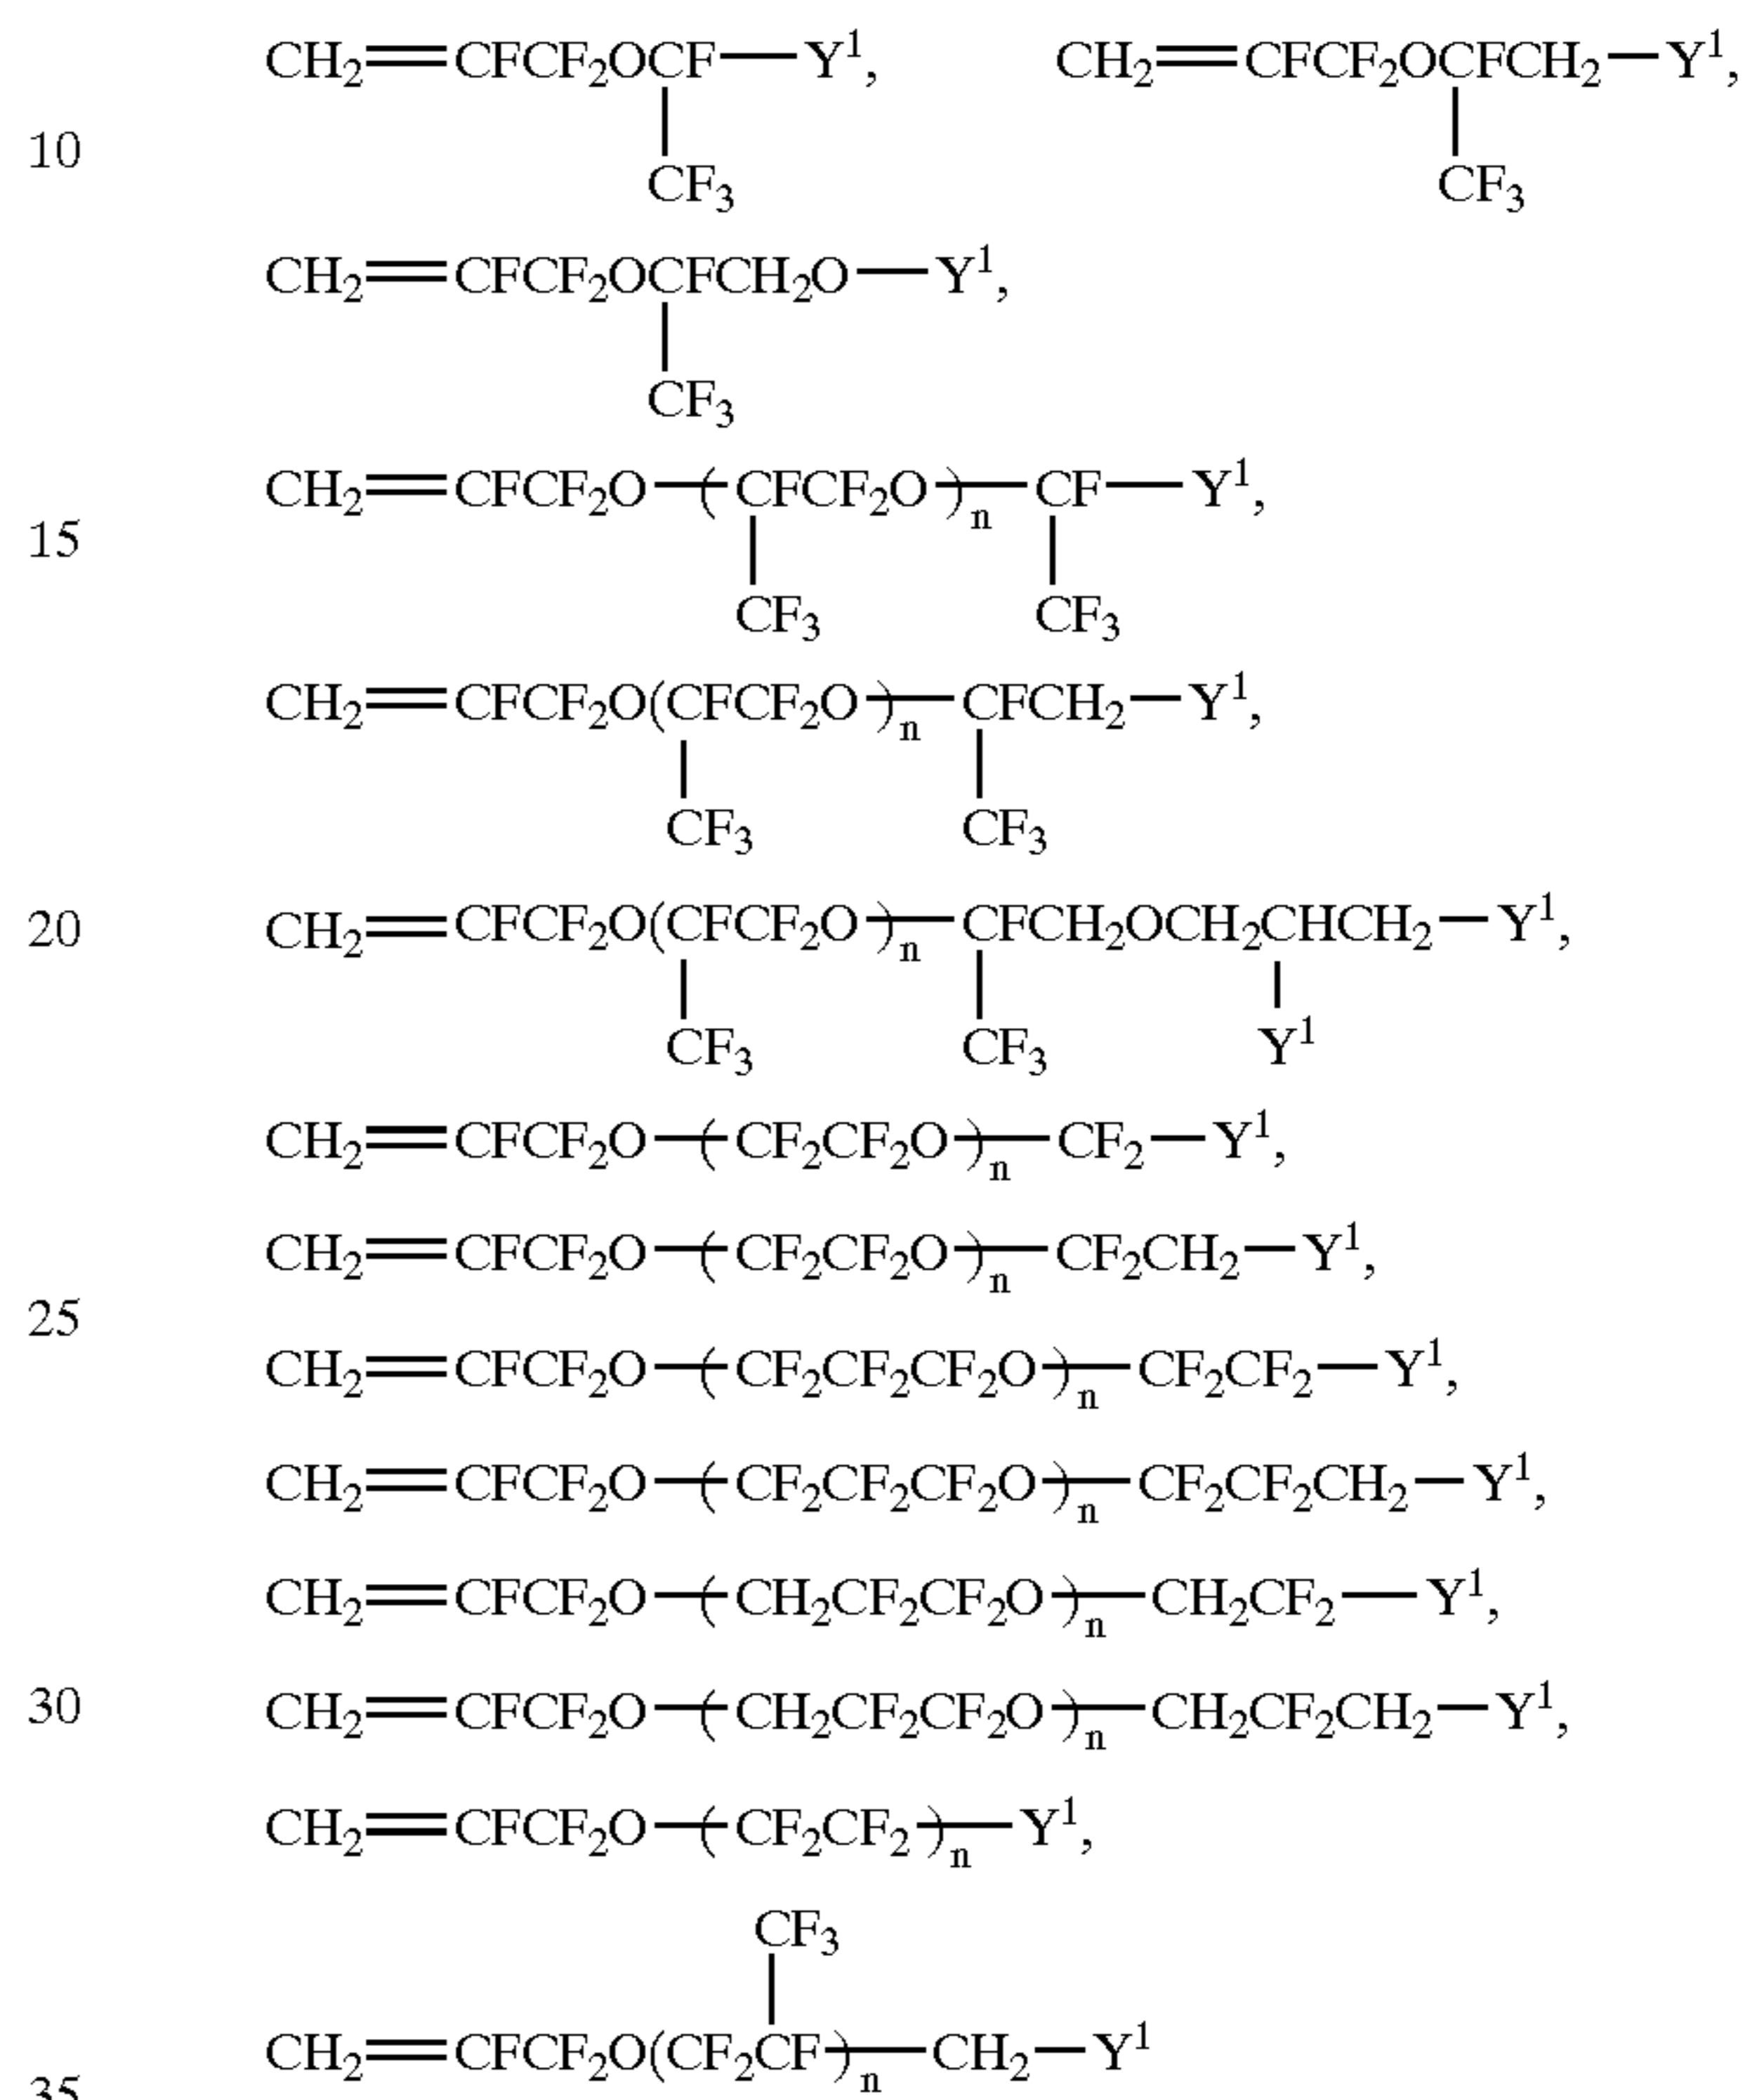 CH₂=CFCF₂OCF—Y¹, CH₂=CFCF₂OCFCH₂—Y¹,
10
CF₃ CF₃
CH₂=CFCF₂OCFCH₂O—Y¹,
CF₃
CH₂=CFCF₂O—(CFCF₂O)ₙ—CF—Y¹,
15
CF₃ CF₃
CH₂=CFCF₂O(CFCF₂O)ₙ—CFCH₂—Y¹,
CF₃ CF₃
20 CH₂=CFCF₂O(CFCF₂O)ₙ—CFCH₂OCH₂CHCH₂—Y¹,
CF₃ CF₃ Y¹
CH₂=CFCF₂O—(CF₂CF₂O)ₙ—CF₂—Y¹,
CH₂=CFCF₂O—(CF₂CF₂O)ₙ—CF₂CH₂—Y¹,
25
CH₂=CFCF₂O—(CF₂CF₂CF₂O)ₙ—CF₂CF₂—Y¹,
CH₂=CFCF₂O—(CF₂CF₂CF₂O)ₙ—CF₂CF₂CH₂—Y¹,
CH₂=CFCF₂O—(CH₂CF₂CF₂O)ₙ—CH₂CF₂—Y¹,
30 CH₂=CFCF₂O—(CH₂CF₂CF₂O)ₙ—CH₂CF₂CH₂—Y¹,
CH₂=CFCF₂O—(CF₂CF₂)ₙ—Y¹,
CF₃
CH₂=CFCF₂O(CF₂CF)ₙ—CH₂—Y¹
35